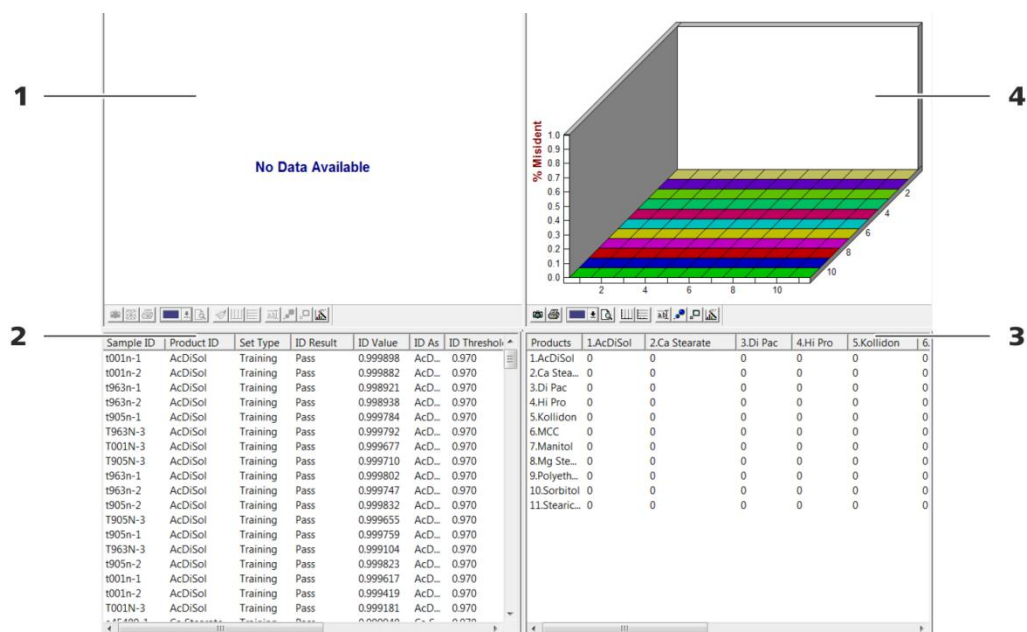 1
No Data Available
% Misident
1.0
0.9
0.8
0.7
0.6
0.5
0.4
0.3
0.2
0.1
0.0
2
4
6
8
10
2
4
6
8
10
4
2
Sample ID Product ID Set Type ID Result ID Value ID As ID Threshol
t001n-1 AcDiSol Training Pass 0.999898 AcD... 0.970
t001n-2 AcDiSol Training Pass 0.999882 AcD... 0.970
t963n-1 AcDiSol Training Pass 0.998921 AcD... 0.970
t963n-2 AcDiSol Training Pass 0.998938 AcD... 0.970
t905n-1 AcDiSol Training Pass 0.999784 AcD... 0.970
T963N-3 AcDiSol Training Pass 0.999792 AcD... 0.970
T001N-3 AcDiSol Training Pass 0.999677 AcD... 0.970
T905N-3 AcDiSol Training Pass 0.999710 AcD... 0.970
t963n-1 AcDiSol Training Pass 0.999802 AcD... 0.970
t963n-2 AcDiSol Training Pass 0.999747 AcD... 0.970
t905n-2 AcDiSol Training Pass 0.999832 AcD... 0.970
T905N-3 AcDiSol Training Pass 0.999655 AcD... 0.970
t905n-1 AcDiSol Training Pass 0.999759 AcD... 0.970
T963N-3 AcDiSol Training Pass 0.999104 AcD... 0.970
t905n-2 AcDiSol Training Pass 0.999823 AcD... 0.970
t001n-1 AcDiSol Training Pass 0.999617 AcD... 0.970
t001n-2 AcDiSol Training Pass 0.999419 AcD... 0.970
T001N-3 AcDiSol Training Pass 0.999181 AcD... 0.970
Products 1.AcDiSol 2.Ca Stearate 3.Di Pac 4.Hi Pro 5.Kollidon 6.
1.AcDiSol 0 0 0 0 0 0
2.Ca Stea... 0 0 0 0 0 0
3.Di Pac 0 0 0 0 0 0
4.Hi Pro 0 0 0 0 0 0
5.Kollidon 0 0 0 0 0 0
6.MCC 0 0 0 0 0 0
7.Manitol 0 0 0 0 0 0
8.Mg Ste... 0 0 0 0 0 0
9.Polyeth... 0 0 0 0 0 0
10.Sorbitol 0 0 0 0 0 0
11.Stearic... 0 0 0 0 0 0
3